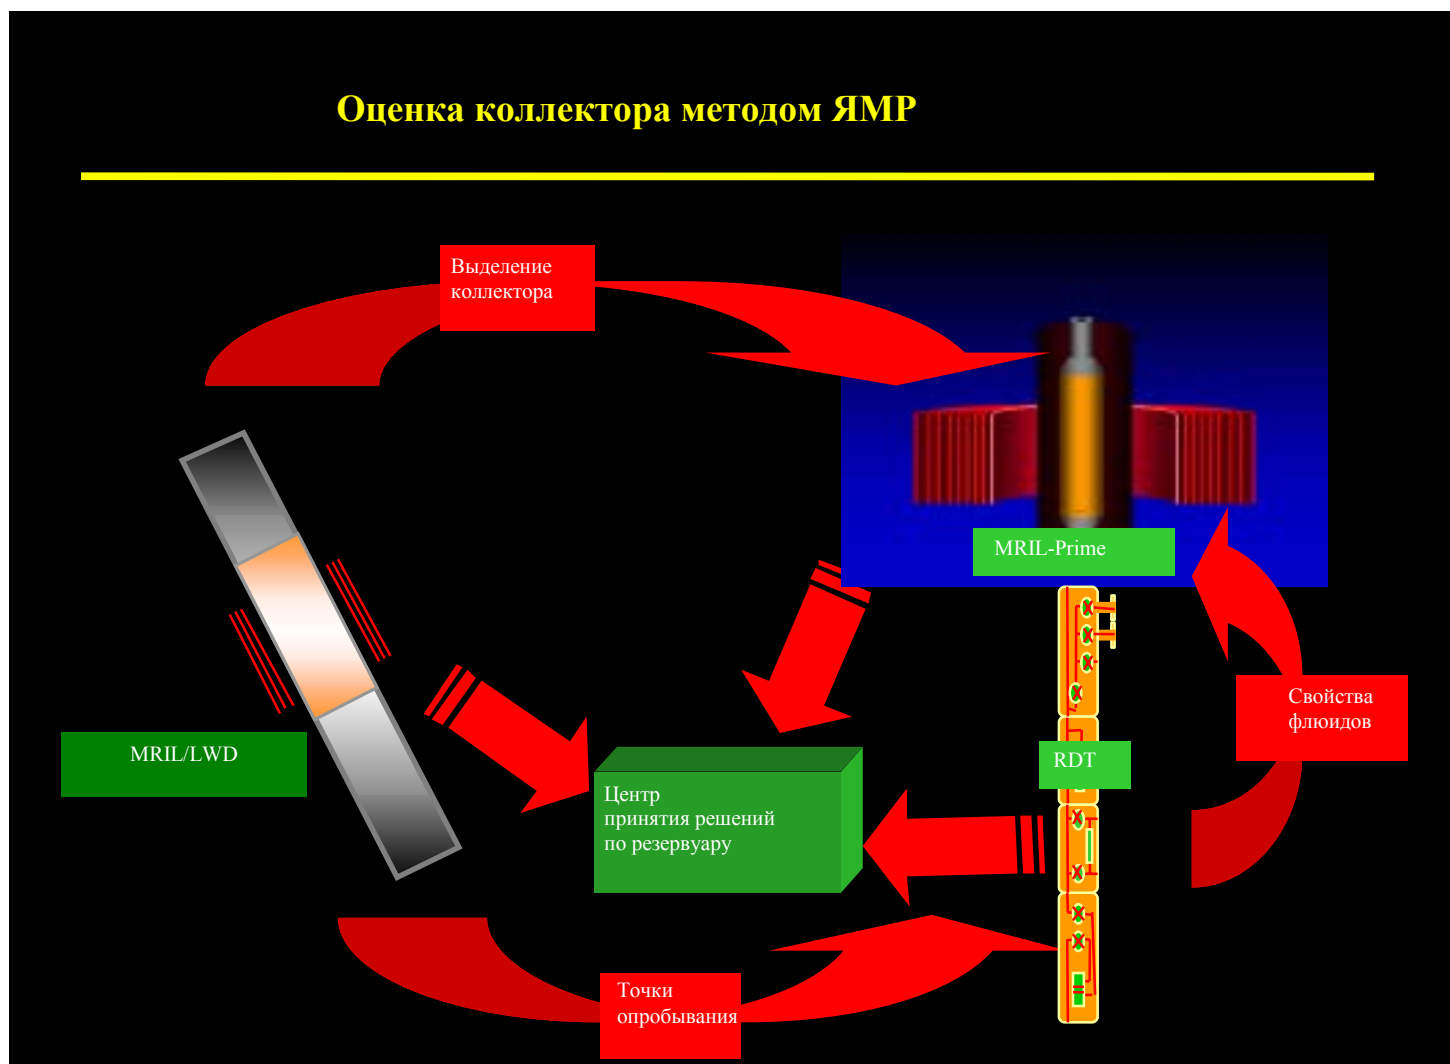 Оценка коллектора методом ЯМР
Выделение
коллектора
MRIL-Prime
Свойства
флюидов
MRIL/LWD
RDT
Центр
принятия решений
по резервуару
Точки
опробывания